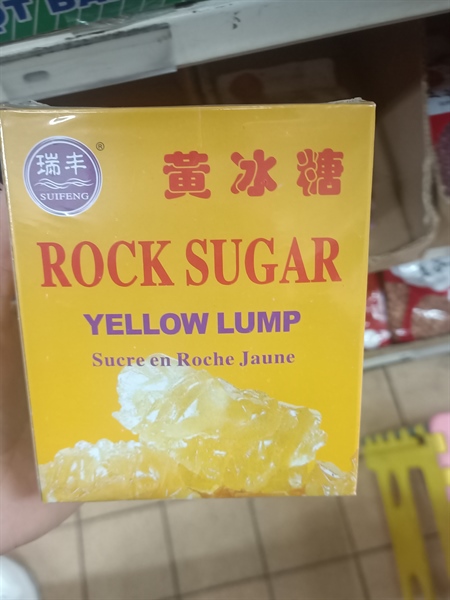 瑞丰
SUIFENG
®
黄冰糖
ROCK SUGAR
YELLOW LUMP
Sucre en Roche Jaune